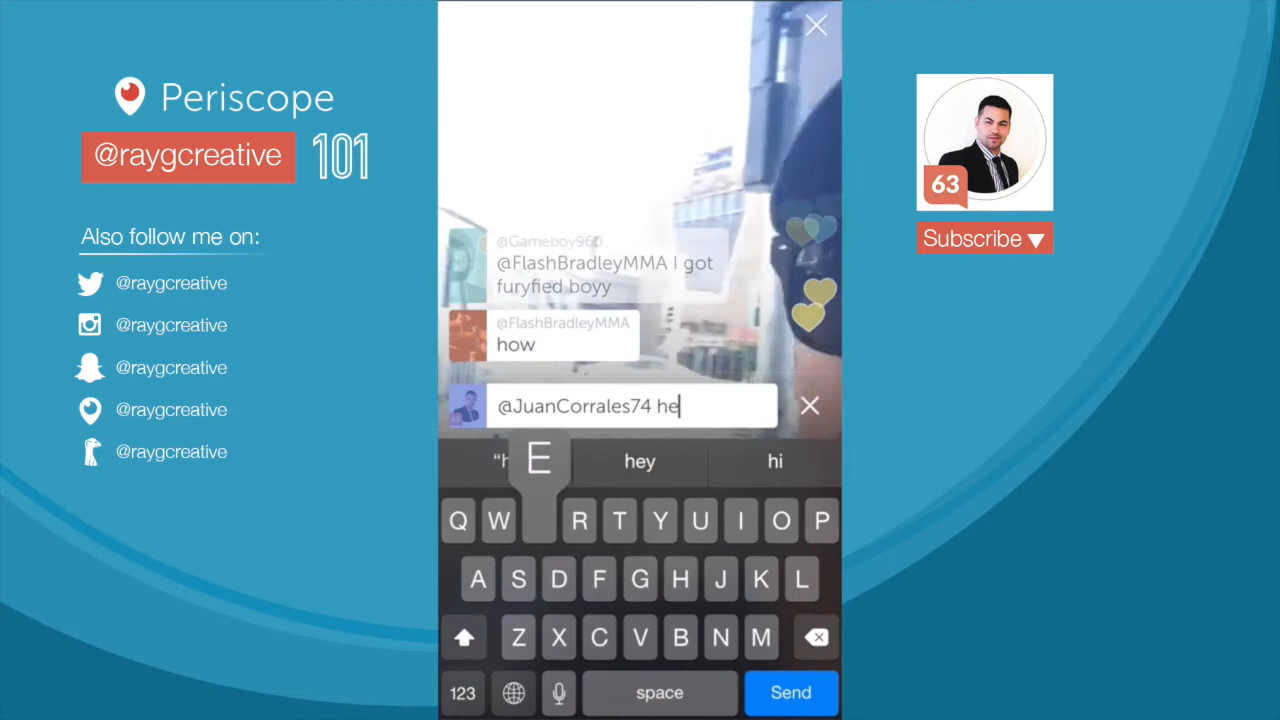 Periscope
@raygcreative 101
Also follow me on:
@raygcreative
@raygcreative
@raygcreative
@raygcreative
@raygcreative
63
Subscribe
@Gameboy960
@FlashBradleyMMA I got
furyfied boyy
@FlashBradleyMMA
how
@JuanCorrales74 he
E
hey
hi
Q W R T Y U I O P
A S D F G H J K L
Z X C V B N M
123
space
Send